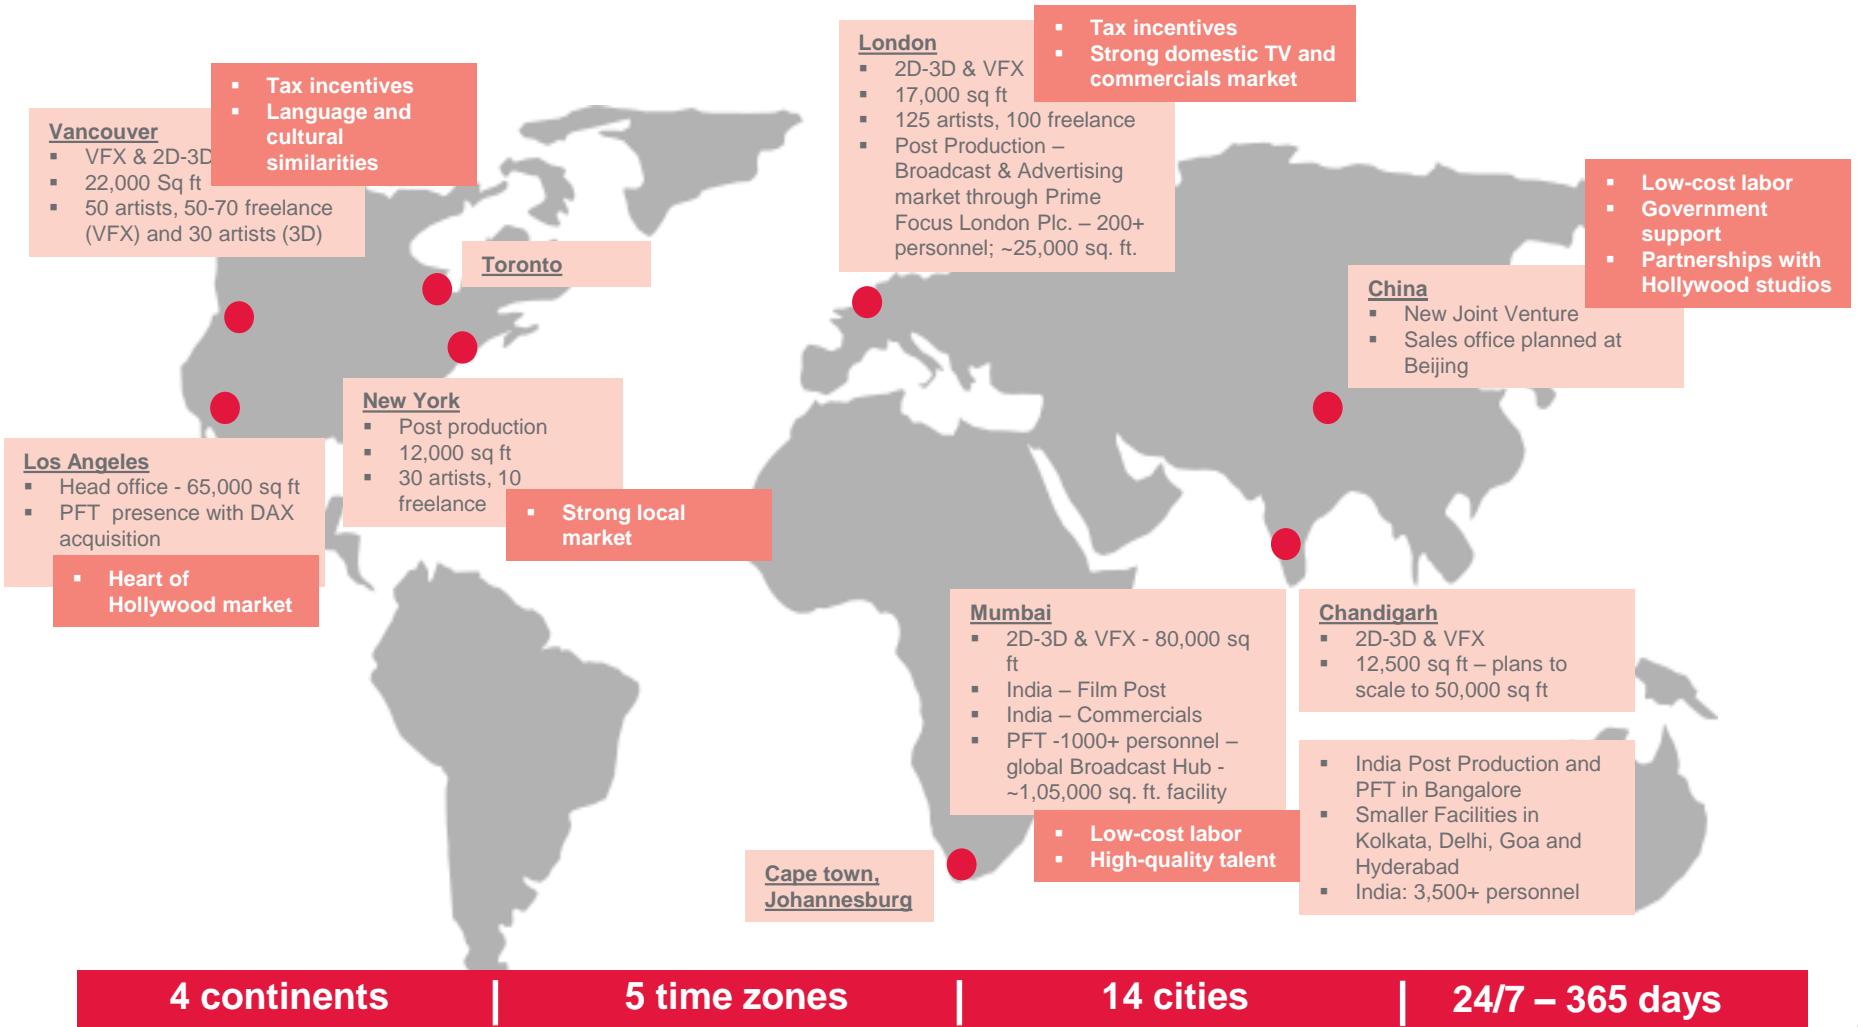 London
▪ 2D-3D & VFX
▪ 17,000 sq ft
▪ 125 artists, 100 freelance
▪ Post Production –
Broadcast & Advertising
market through Prime
Focus London Plc. – 200+
personnel; ~25,000 sq. ft.
▪ Tax incentives
▪ Strong domestic TV and
commercials market
Vancouver
▪ VFX & 2D-3D
▪ 22,000 Sq ft
▪ 50 artists, 50-70 freelance
(VFX) and 30 artists (3D)
▪ Tax incentives
▪ Language and
cultural
similarities
Toronto
China
▪ New Joint Venture
▪ Sales office planned at
Beijing
▪ Low-cost labor
▪ Government
support
▪ Partnerships with
Hollywood studios
New York
▪ Post production
▪ 12,000 sq ft
▪ 30 artists, 10
freelance
▪ Strong local
market
Los Angeles
▪ Head office - 65,000 sq ft
▪ PFT presence with DAX
acquisition
▪ Heart of
Hollywood market
Mumbai
▪ 2D-3D & VFX - 80,000 sq
ft
▪ India – Film Post
▪ India – Commercials
▪ PFT -1000+ personnel –
global Broadcast Hub -
~1,05,000 sq. ft. facility
▪ Low-cost labor
▪ High-quality talent
Chandigarh
▪ 2D-3D & VFX
▪ 12,500 sq ft – plans to
scale to 50,000 sq ft
▪ India Post Production and
PFT in Bangalore
▪ Smaller Facilities in
Kolkata, Delhi, Goa and
Hyderabad
▪ India: 3,500+ personnel
Cape town,
Johannesburg
4 continents | 5 time zones | 14 cities | 24/7 – 365 days